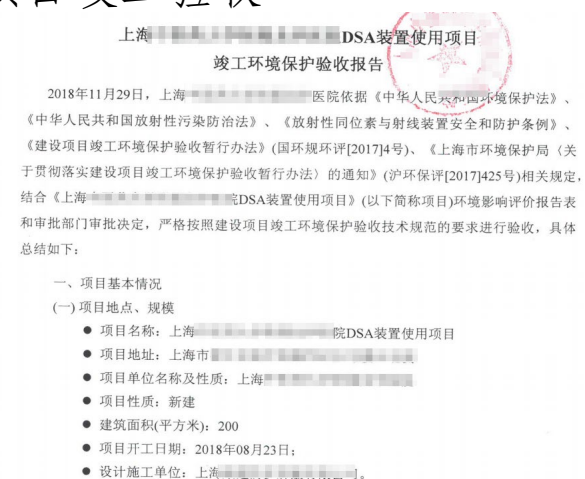 上海DSA装置使用项目
竣工环境保护验收报告
2018年11月29日，上海医院依据《中华人民共和国环境保护法》、
《中华人民共和国放射性污染防治法》、《放射性同位素与射线装置安全和防护条例》、
《建设项目竣工环境保护验收暂行办法》(国环规环评[2017]4号)、《上海市环境保护局〈关
于贯彻落实建设项目竣工环境保护验收暂行办法〉的通知》(沪环保评[2017]425号)相关规定，
结合《上海DSA装置使用项目》(以下简称项目)环境影响评价报告表
和审批部门审批决定，严格按照建设项目竣工环境保护验收技术规范的要求进行验收，具体
总结如下：
一、项目基本情况
(一) 项目地点、规模
● 项目名称：上海院DSA装置使用项目
● 项目地址：上海市
● 项目单位名称及性质：上海
● 项目性质：新建
● 建筑面积(平方米)：200
● 项目开工日期：2018年08月23日；
● 设计施工单位：上海。